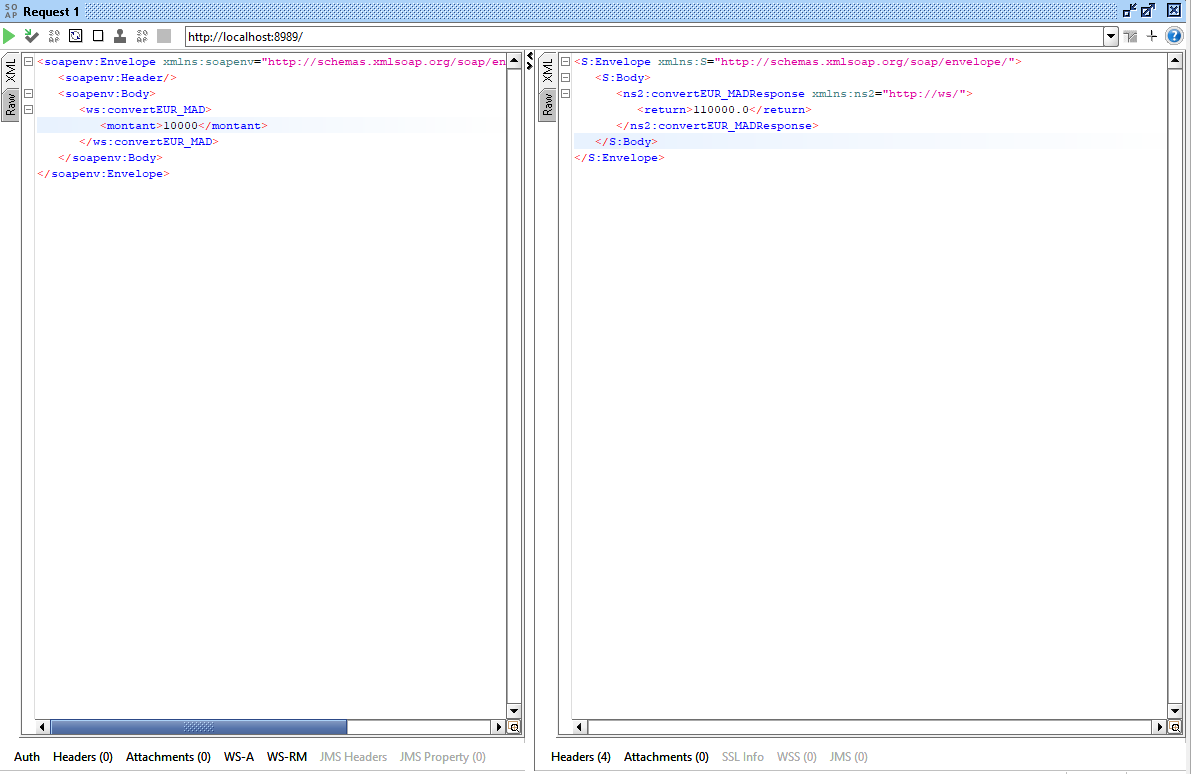 SO
AP
Request 1
http://localhost:8989/
XML
Raw
<soapenv:Envelope xmlns:soapenv="http://schemas.xmlsoap.org/soap/en
<soapenv:Header/>
<soapenv:Body>
<ws:convertEUR_MAD>
<montant>10000</montant>
</ws:convertEUR_MAD>
</soapenv:Body>
</soapenv:Envelope>
XML
Raw
<S:Envelope xmlns:S="http://schemas.xmlsoap.org/soap/envelope/">
<S:Body>
<ns2:convertEUR_MADResponse xmlns:ns2="http://ws/">
<return>110000.0</return>
</ns2:convertEUR_MADResponse>
</S:Body>
</S:Envelope>
Auth Headers (0) Attachments (0) WS-A WS-RM JMS Headers JMS Property (0)
Headers (4) Attachments (0) SSL Info WSS (0) JMS (0)